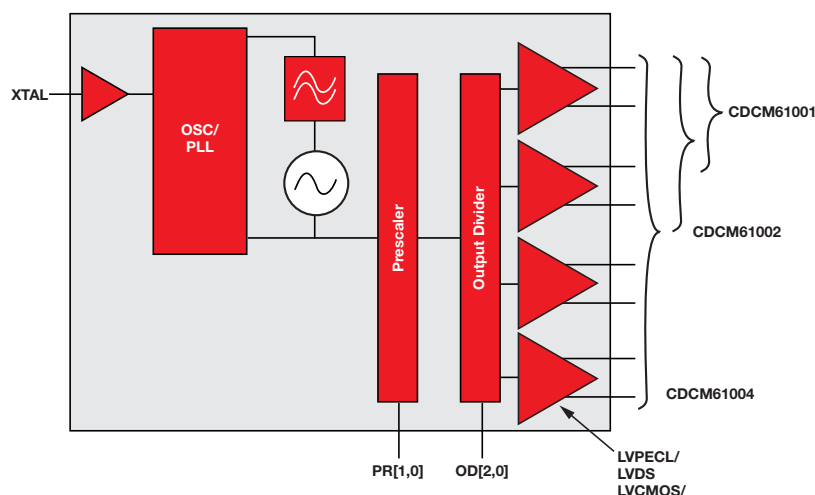 XTAL
OSC/
PLL
Prescaler
Output Divider
CDCM61001
CDCM61002
CDCM61004
PR[1,0]
OD[2,0]
LVPECL/
LVDS
LVCMOS/